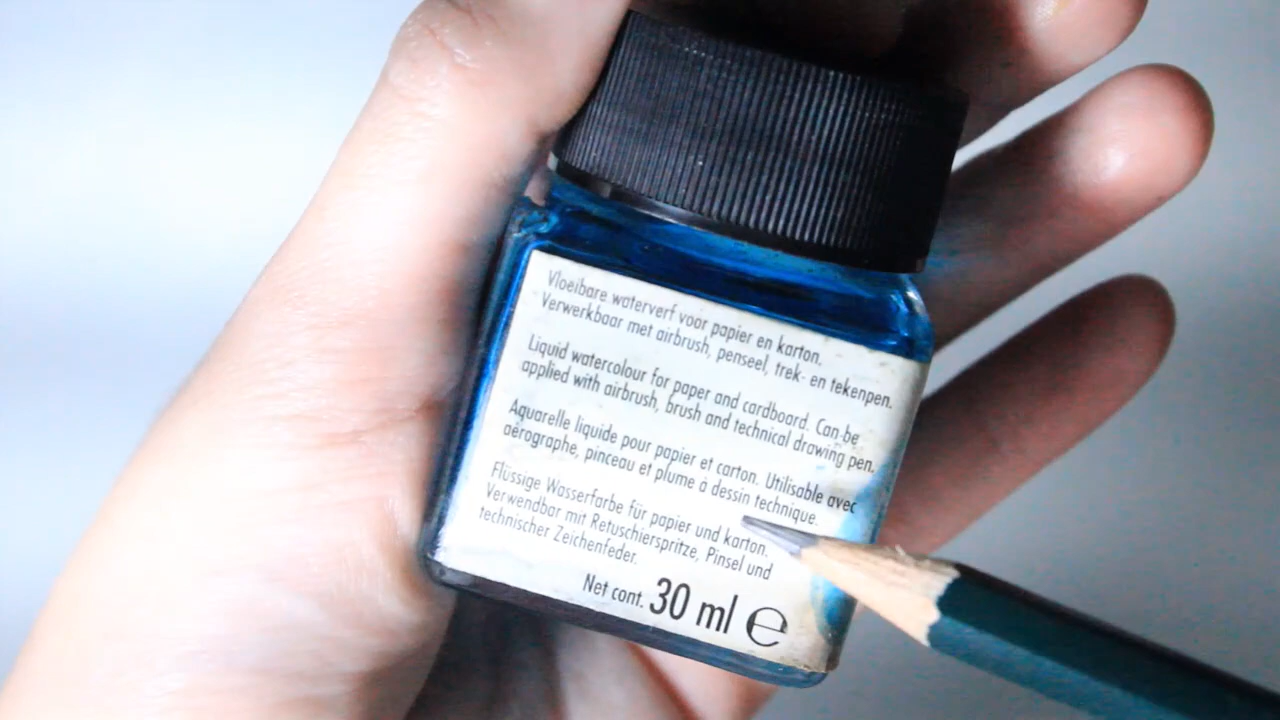 Vloeibare waterverf voor papier en karton.
Verwerkbaar met airbrush, penseel, trek- en tekenpen.
Liquid watercolour for paper and cardboard. Can be
applied with airbrush, brush and technical drawing pen.
Aquarelle liquide pour papier et carton. Utilisable avec
aérographe, pinceau et plume à dessin technique.
Flüssige Wasserfarbe für papier und karton.
Verwendbar mit Retuschierspritze, Pinsel und
technischer Zeichenfeder.
Net cont. 30 ml ℮